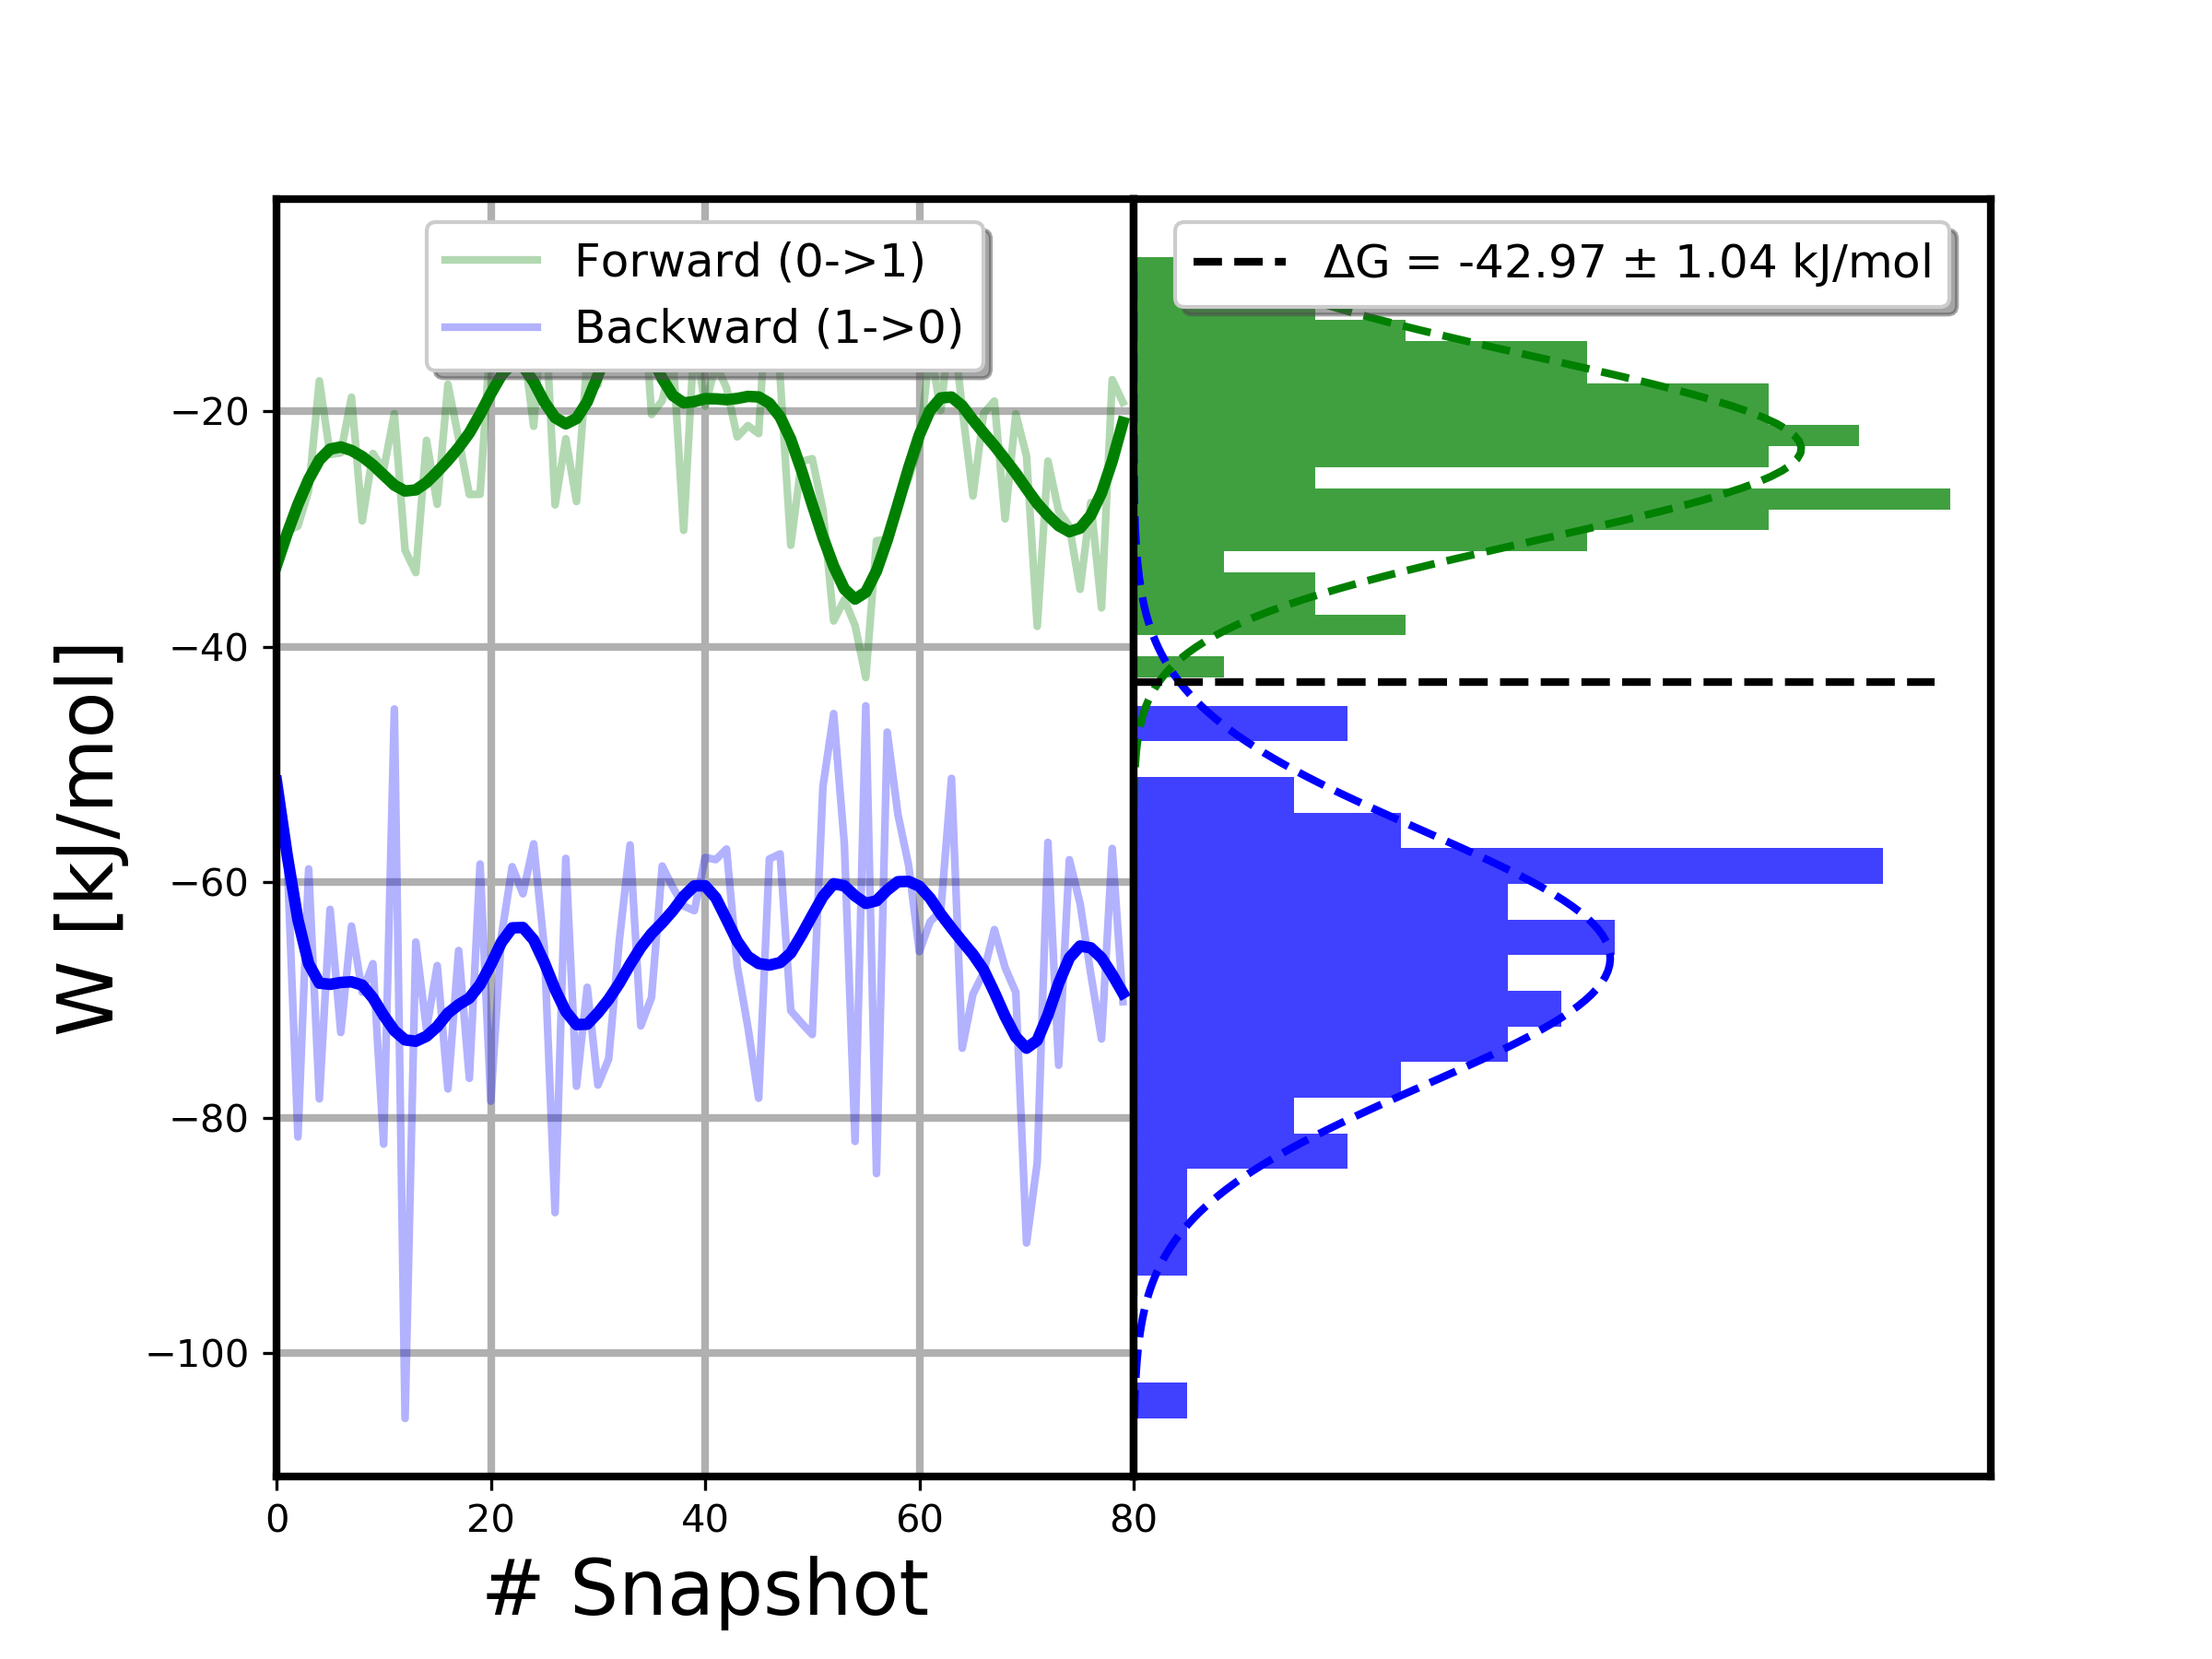 Forward (0->1)
Backward (1->0)
ΔG = -42.97 ± 1.04 kJ/mol
W [kJ/mol]
−20
−40
−60
−80
−100
0 20 40 60 80
# Snapshot